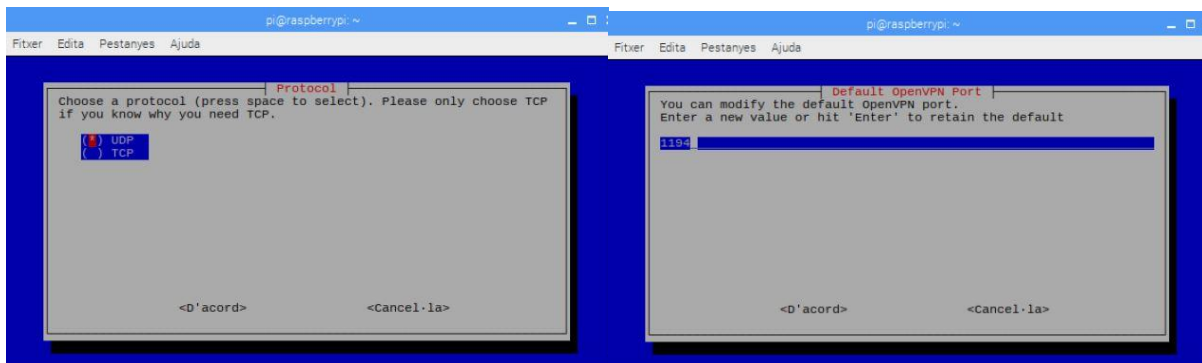 pi@raspberrypi: ~
Fitxer Edita Pestanyes Ajuda
Protocol
Choose a protocol (press space to select). Please only choose TCP
if you know why you need TCP.
( ) UDP
( ) TCP
<D'acord> <Cancel·la>
pi@raspberrypi: ~
Fitxer Edita Pestanyes Ajuda
Default OpenVPN Port
You can modify the default OpenVPN port.
Enter a new value or hit 'Enter' to retain the default
1194
<D'acord> <Cancel·la>